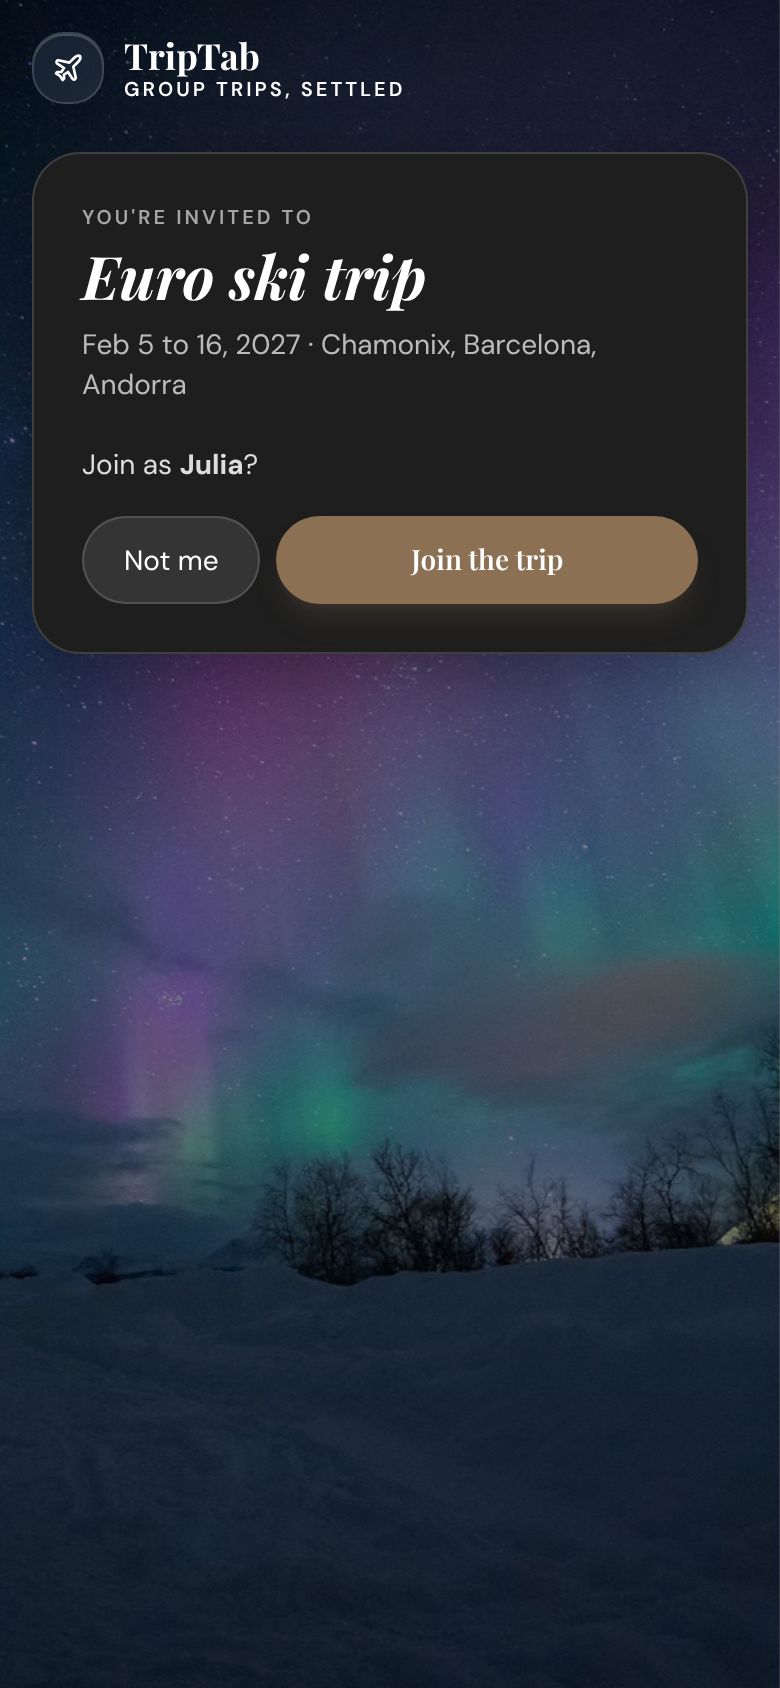 TripTab
GROUP TRIPS, SETTLED
YOU'RE INVITED TO
Euro ski trip
Feb 5 to 16, 2027 · Chamonix, Barcelona,
Andorra
Join as Julia?
Not me
Join the trip